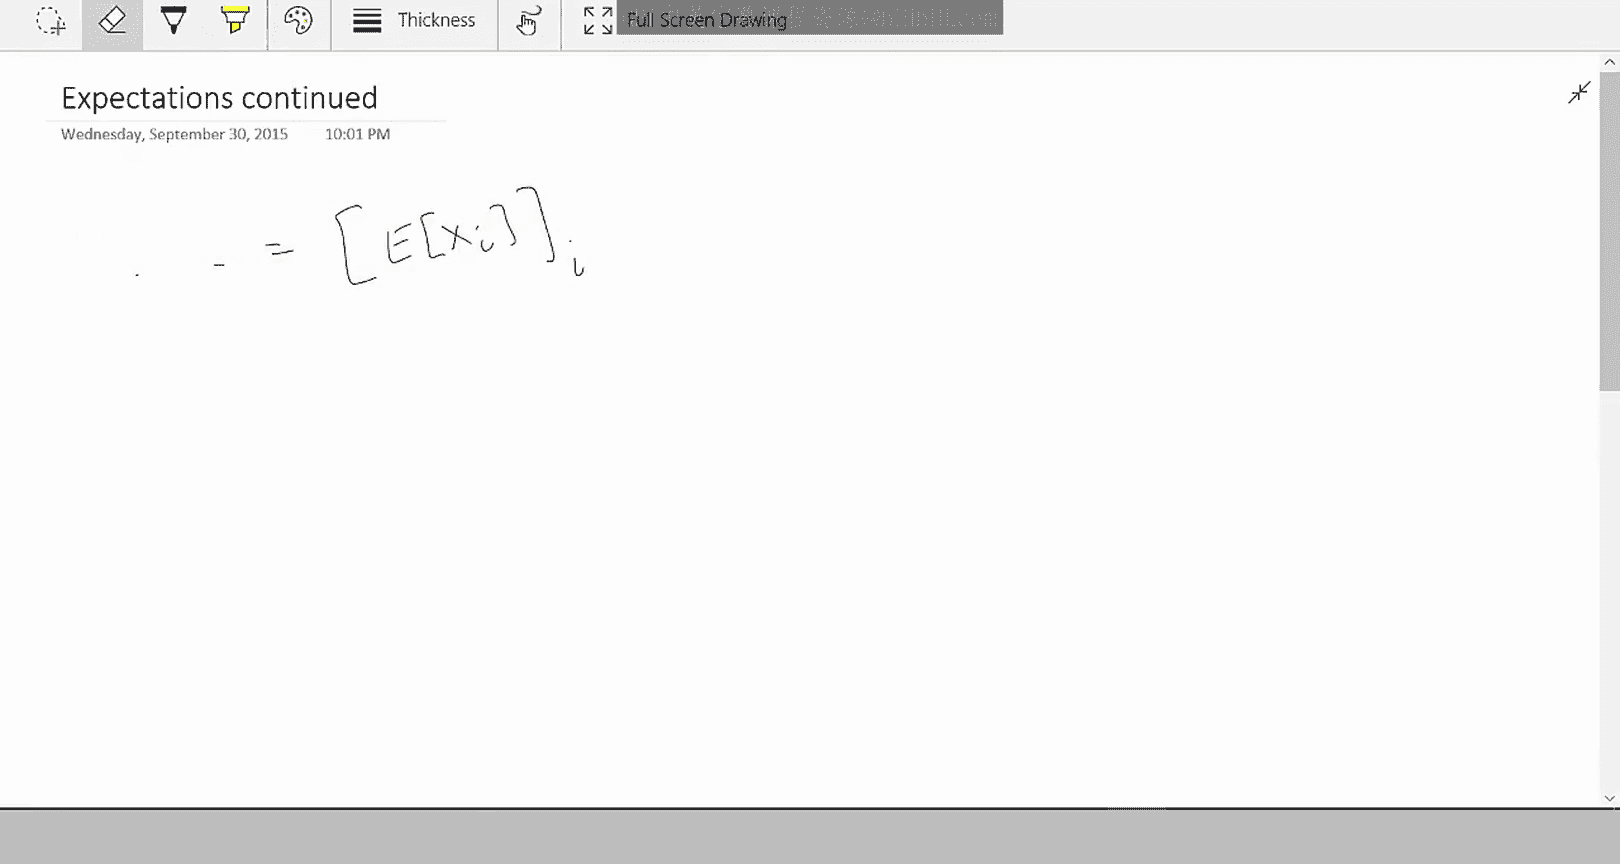 Thickness
Full Screen Drawing
Expectations continued
Wednesday, September 30, 2015 10:01 PM
= [E[Xi]]i